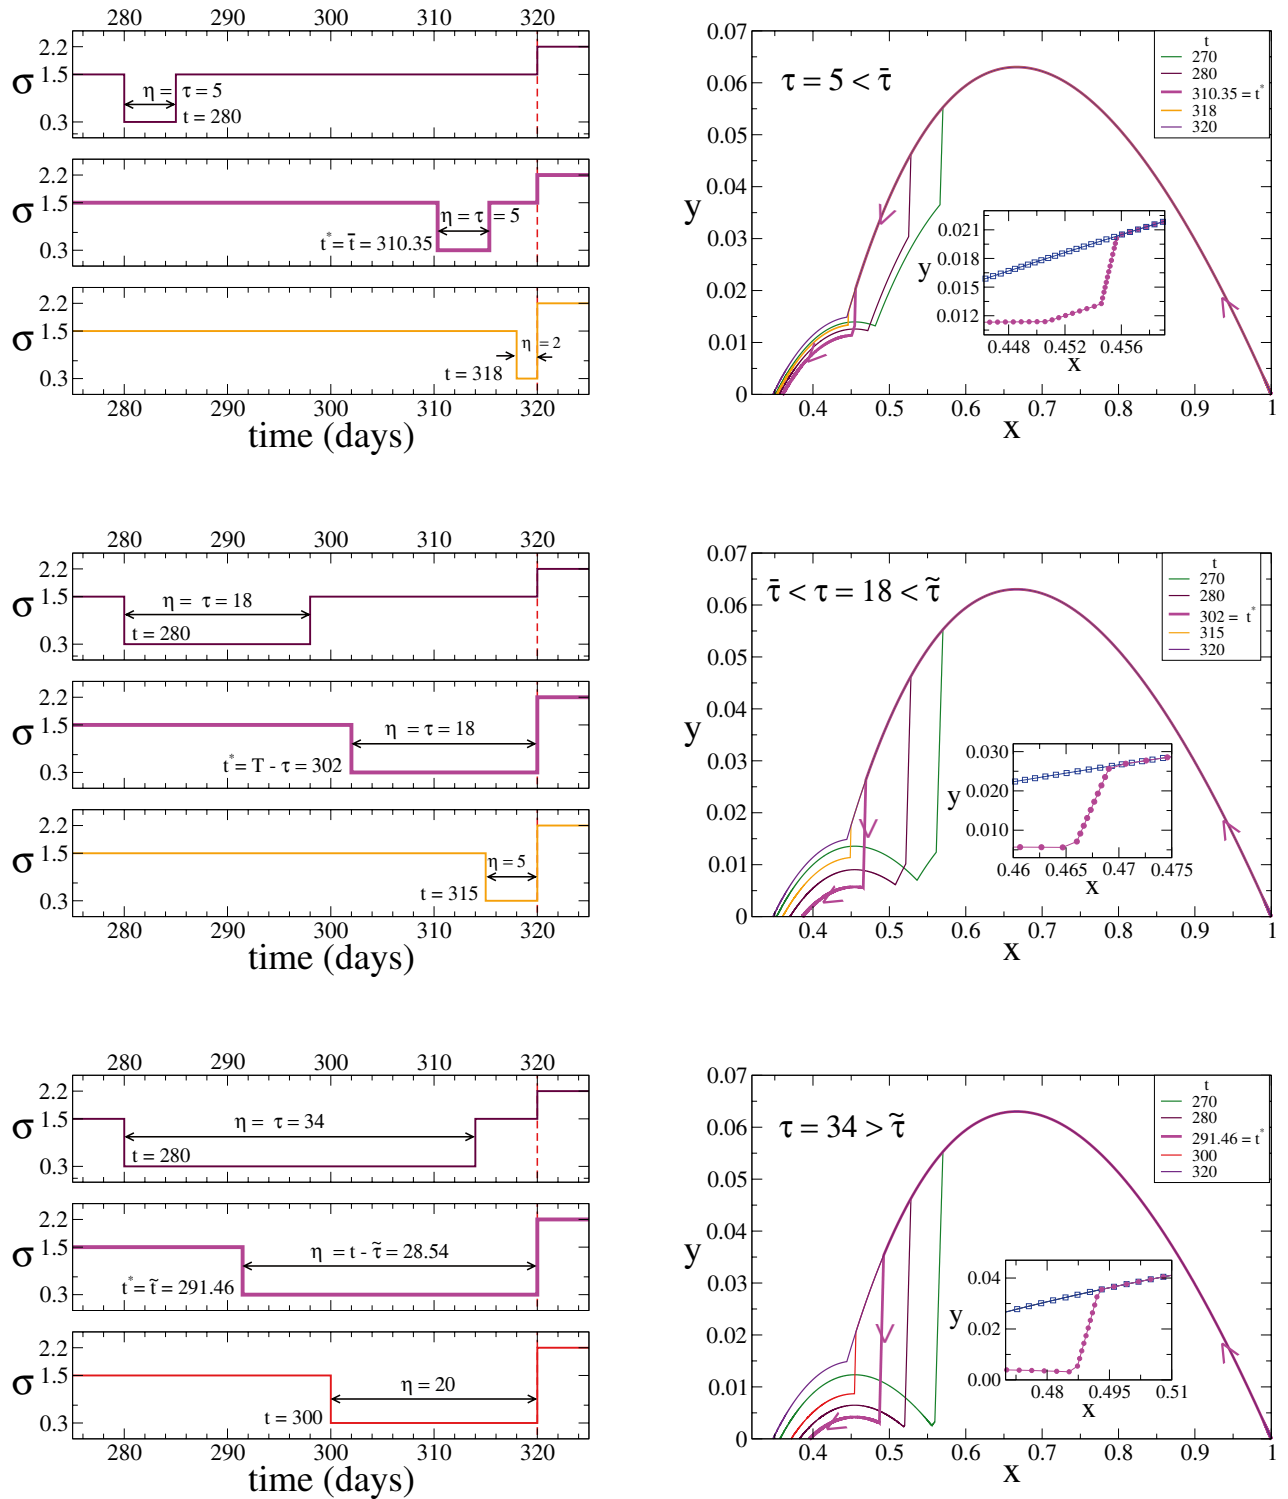 280 290 300 310 320
2.2
σ 1.5
0.3
η = τ = 5
t = 280
2.2
σ 1.5
0.3
η = τ = 5
t* = t̄ = 310.35
2.2
σ 1.5
0.3
η = 2
t = 318
280 290 300 310 320
time (days)
0.07
0.06
0.05
0.04
0.03
0.02
0.01
0
y
τ = 5 < τ̄
t
270
280
310.35 = t*
318
320
0.021
0.018
0.015
0.012
y
0.448 0.452 0.456
x
0.4 0.5 0.6 0.7 0.8 0.9 1
x
280 290 300 310 320
2.2
σ 1.5
0.3
η = τ = 18
t = 280
2.2
σ 1.5
0.3
η = τ = 18
t* = T - τ = 302
2.2
σ 1.5
0.3
η = 5
t = 315
280 290 300 310 320
time (days)
0.07
0.06
0.05
0.04
0.03
0.02
0.01
0
y
τ̄ < τ = 18 < τ̃
t
270
280
302 = t*
315
320
0.030
0.020
0.010
y
0.46 0.465 0.47 0.475
x
0.4 0.5 0.6 0.7 0.8 0.9 1
x
280 290 300 310 320
2.2
σ 1.5
0.3
η = τ = 34
t = 280
2.2
σ 1.5
0.3
η = t - τ̃ = 28.54
t* = τ̃ = 291.46
2.2
σ 1.5
0.3
η = 20
t = 300
280 290 300 310 320
time (days)
0.07
0.06
0.05
0.04
0.03
0.02
0.01
0
y
τ = 34 > τ̃
t
270
280
291.46 = t*
300
320
0.04
0.02
0.00
y
0.48 0.495 0.51
x
0.4 0.5 0.6 0.7 0.8 0.9 1
x